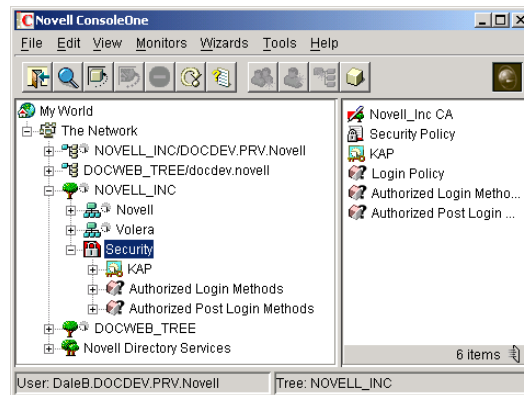 Novell ConsoleOne
File Edit View Monitors Wizards Tools Help
My World
The Network
NOVELL_INC/DOCDEV.PRV.Novell
DOCWEB_TREE/docdev.novell
NOVELL_INC
Novell
Volera
Security
KAP
Authorized Login Methods
Authorized Post Login Methods
DOCWEB_TREE
Novell Directory Services
Novell_Inc CA
Security Policy
KAP
Login Policy
Authorized Login Metho...
Authorized Post Login ...
6 items
User: DaleB.DOCDEV.PRV.Novell
Tree: NOVELL_INC